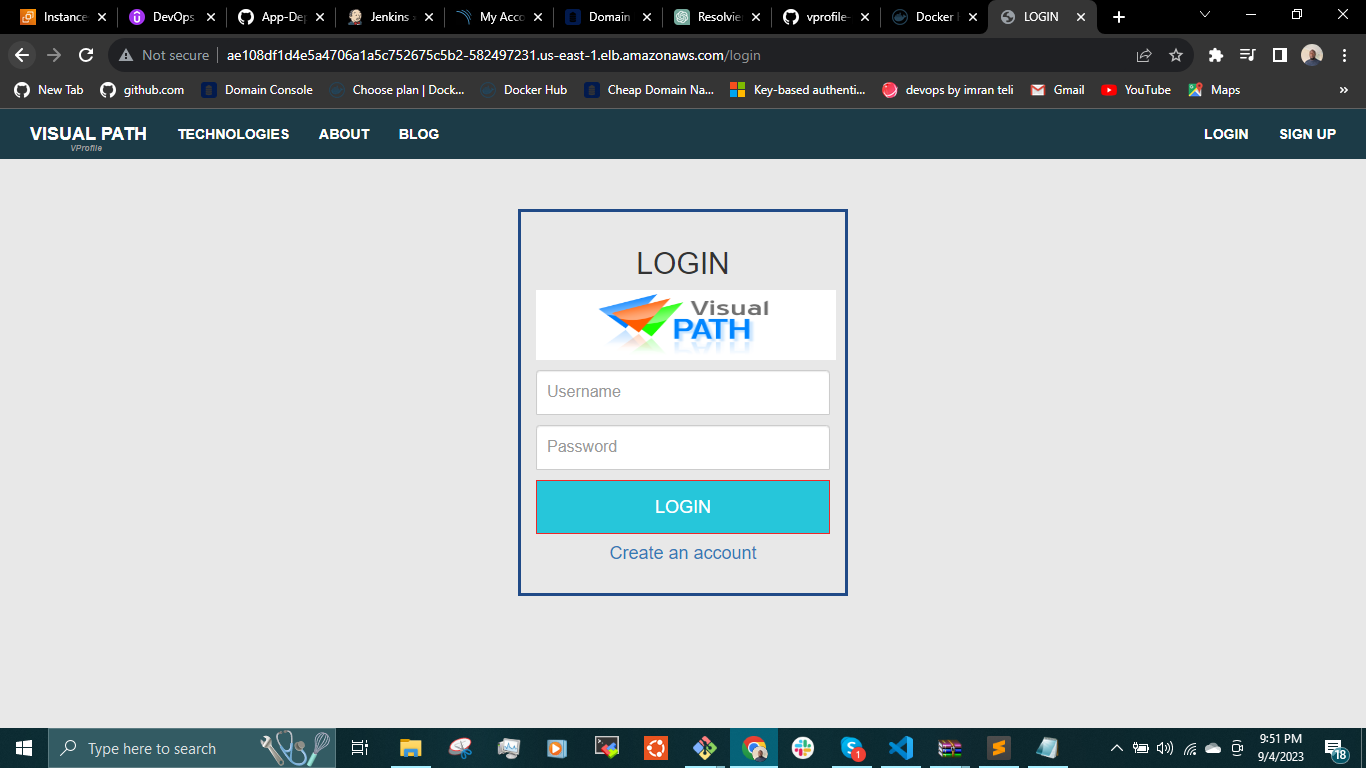 Instance
DevOps
App-Dep
Jenkins
My Acco
Domain
Resolvie
vprofile-
Docker
LOGIN
Not secure
ae108df1d4e5a4706a1a5c752675c5b2-582497231.us-east-1.elb.amazonaws.com/login
New Tab
github.com
Domain Console
Choose plan | Dock...
Docker Hub
Cheap Domain Na...
Key-based authenti...
devops by imran teli
Gmail
YouTube
Maps
»
VISUAL PATH
VProfile
TECHNOLOGIES
ABOUT
BLOG
LOGIN
SIGN UP
LOGIN
Visual
PATH
Username
Password
LOGIN
Create an account
Type here to search
1
9:51 PM
9/4/2023
18